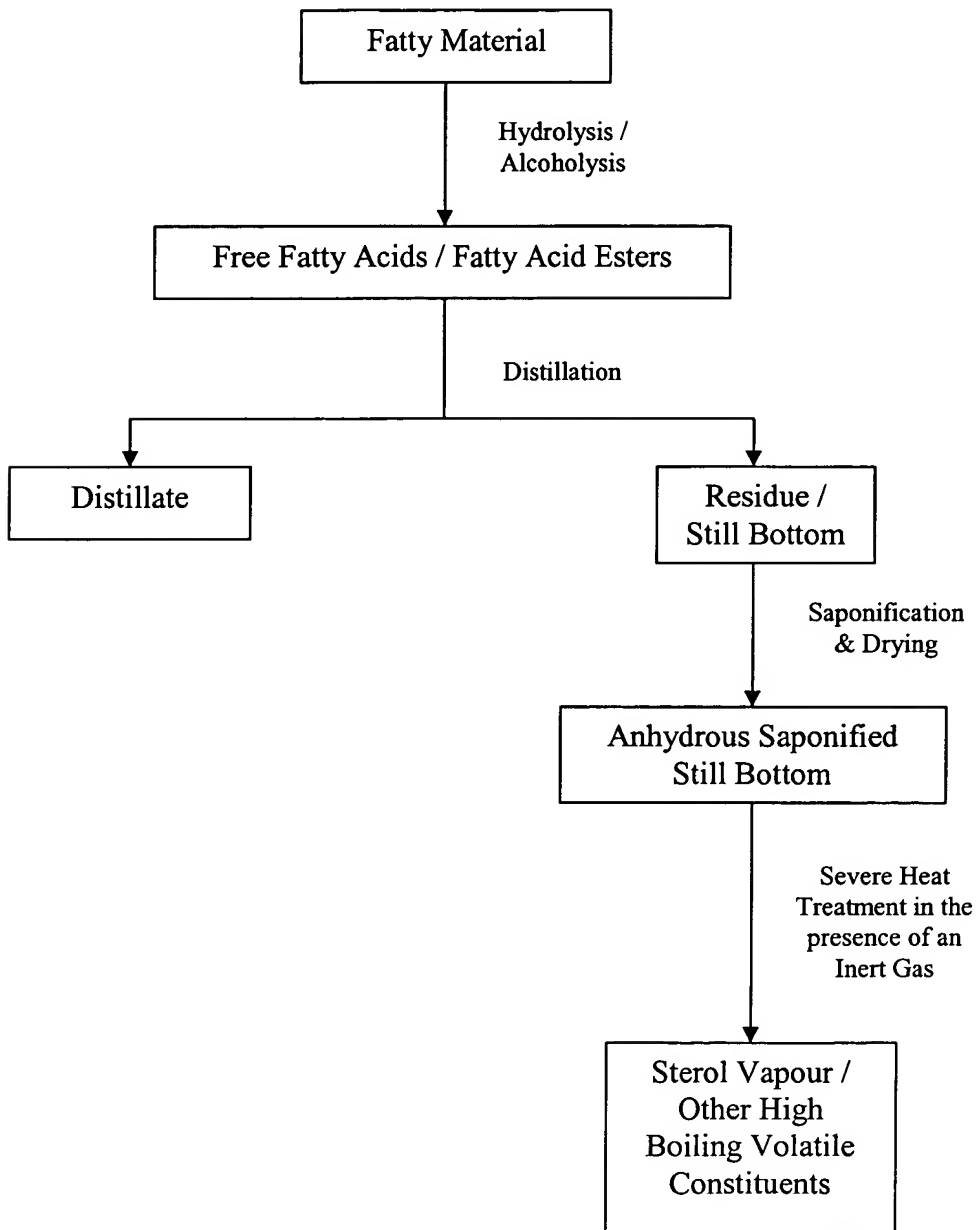 Fatty Material
Hydrolysis /
Alcoholysis
Free Fatty Acids / Fatty Acid Esters
Distillation
Distillate
Residue /
Still Bottom
Saponification
& Drying
Anhydrous Saponified
Still Bottom
Severe Heat
Treatment in the
presence of an
Inert Gas
Sterol Vapour /
Other High
Boiling Volatile
Constituents